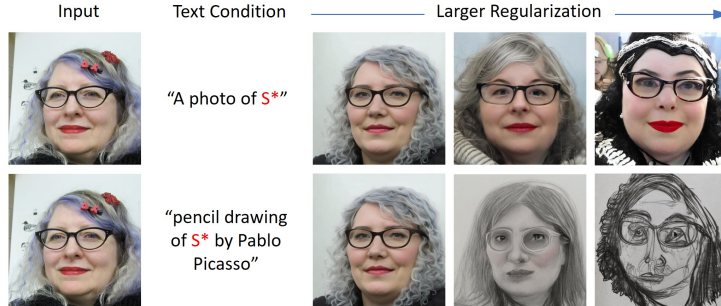 Input
Text Condition
Larger Regularization
“A photo of S*”
“pencil drawing
of S* by Pablo
Picasso”